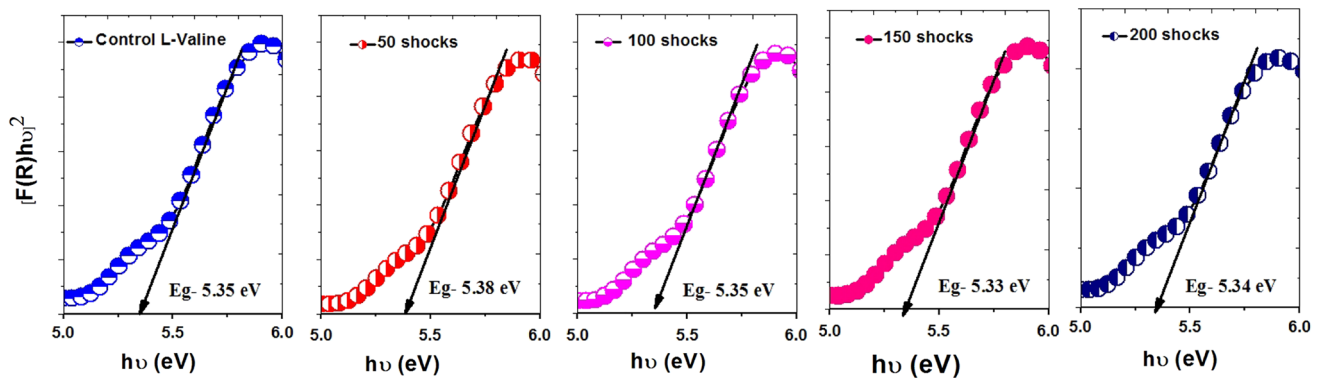 [F(R)hυ]2
Control L-Valine
Eg- 5.35 eV
5.0 5.5 6.0
hυ (eV)
50 shocks
Eg- 5.38 eV
5.0 5.5 6.0
hυ (eV)
100 shocks
Eg- 5.35 eV
5.0 5.5 6.0
hυ (eV)
150 shocks
Eg- 5.33 eV
5.0 5.5 6.0
hυ (eV)
200 shocks
Eg- 5.34 eV
5.0 5.5 6.0
hυ (eV)